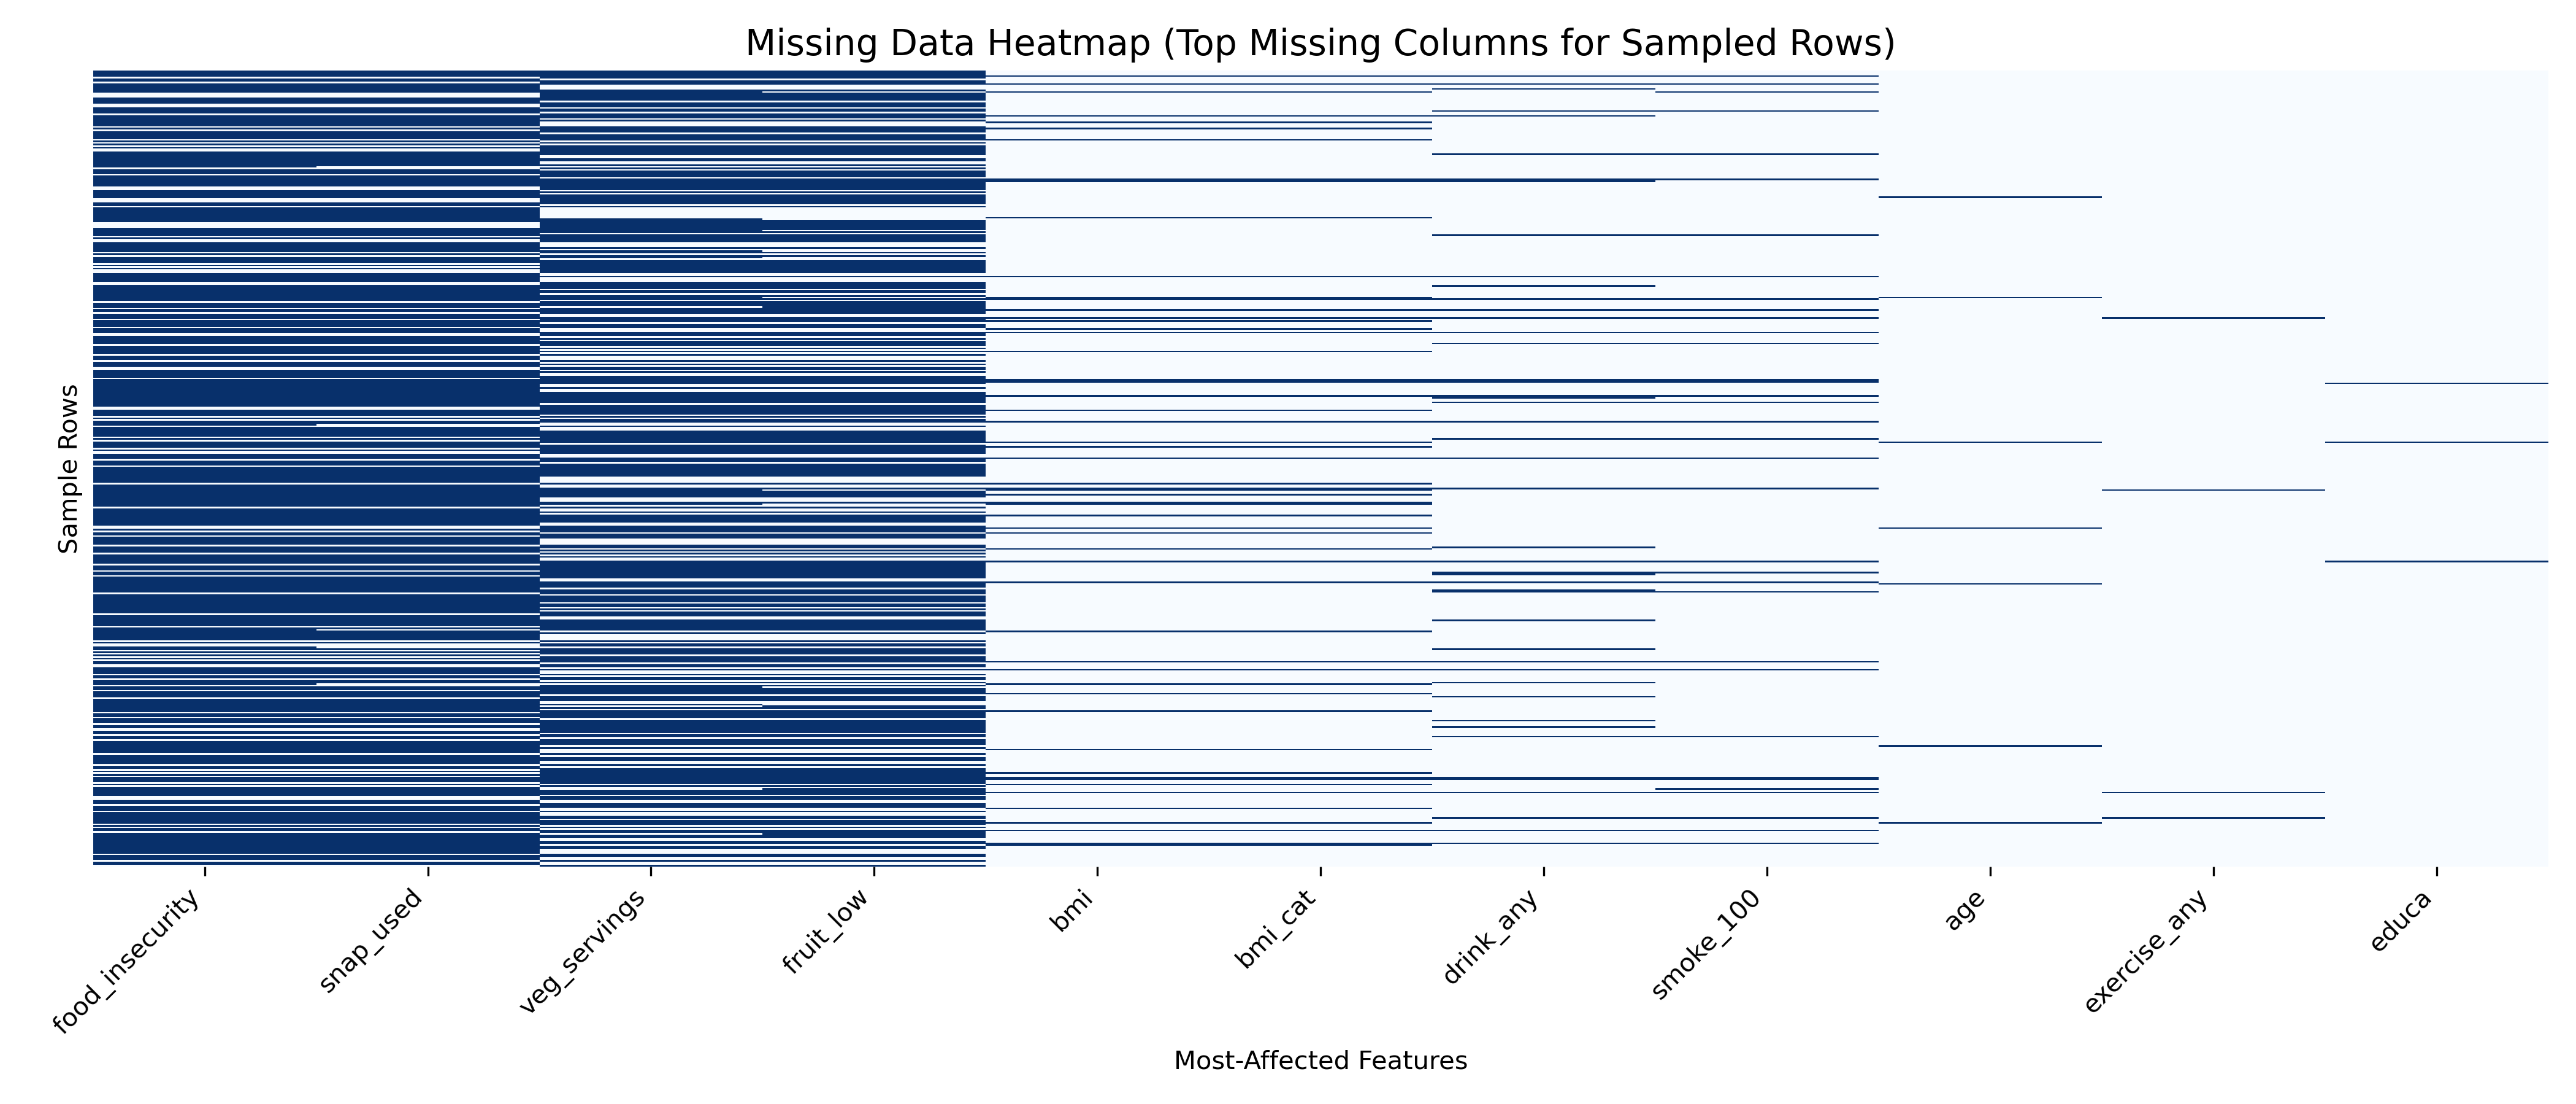 Missing Data Heatmap (Top Missing Columns for Sampled Rows)
Sample Rows
food_insecurity
snap_used
veg_servings
fruit_low
bmi
bmi_cat
drink_any
smoke_100
age
exercise_any
educa
Most-Affected Features